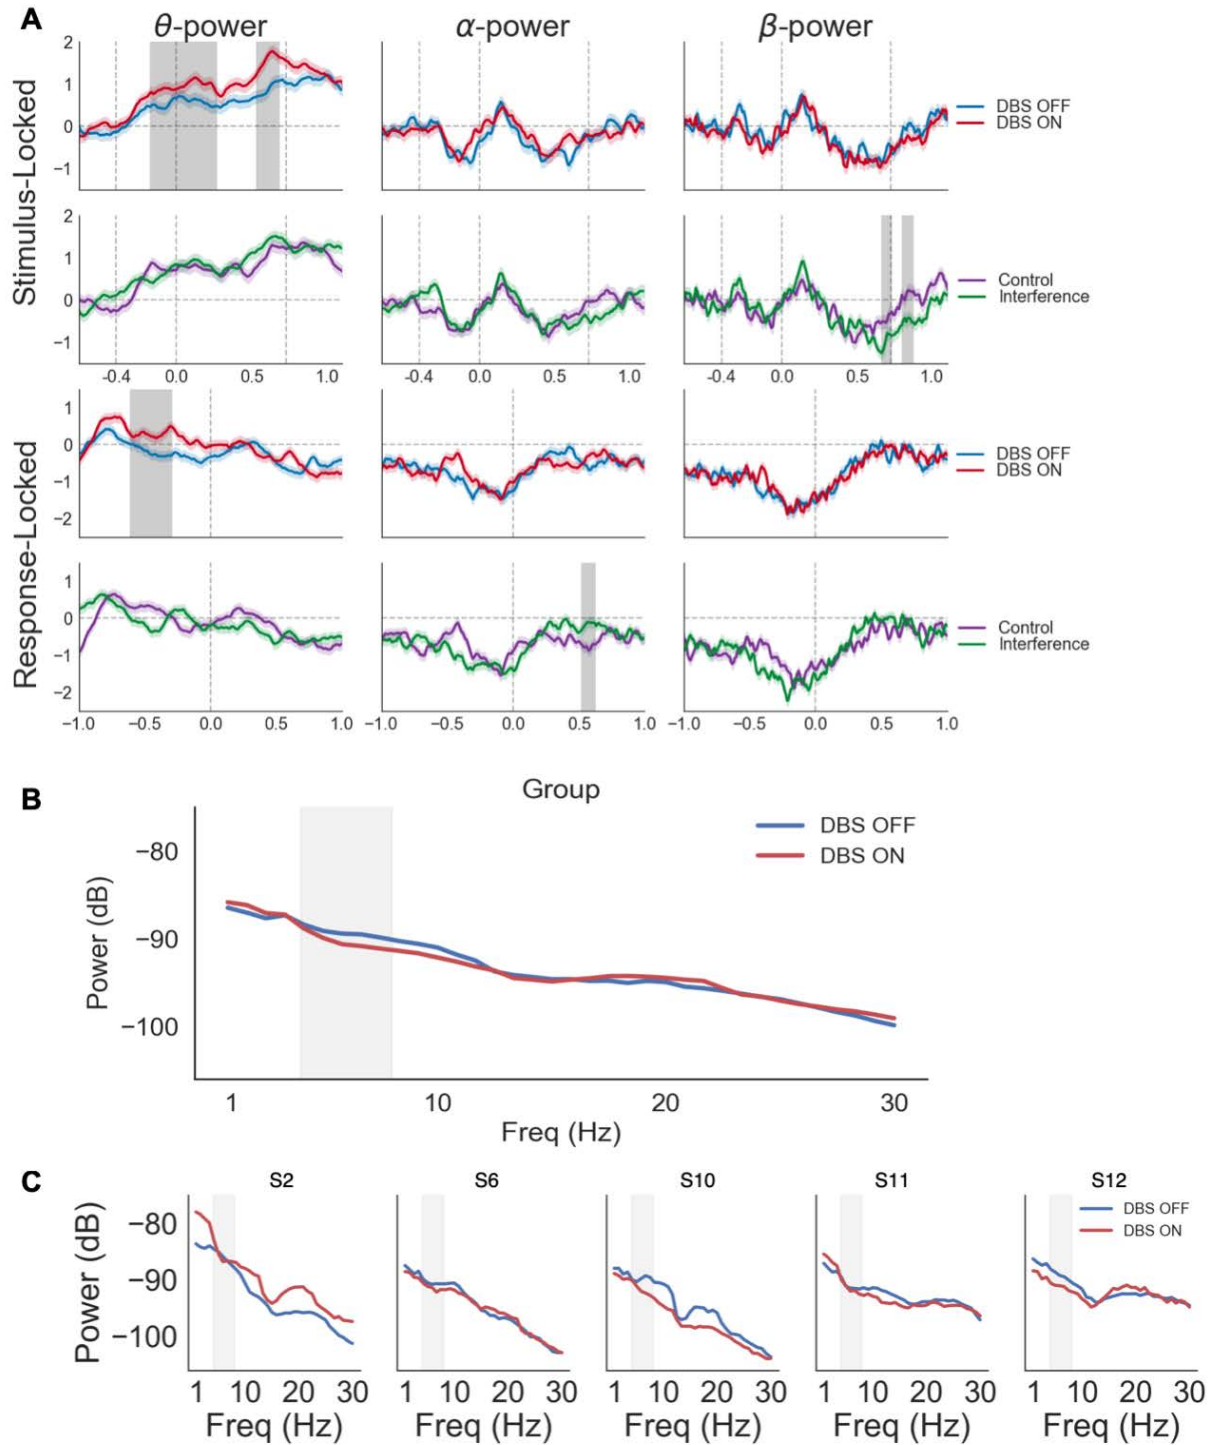 A
θ-power
α-power
β-power
Stimulus-Locked
2
1
0
−1
DBS OFF
DBS ON
2
1
0
−1
-0.4 0.0 0.5 1.0
-0.4 0.0 0.5 1.0
-0.4 0.0 0.5 1.0
Control
Interference
Response-Locked
1
0
−1
−2
DBS OFF
DBS ON
1
0
−1
−2
−1.0 −0.5 0.0 0.5 1.0
−1.0 −0.5 0.0 0.5 1.0
−1.0 −0.5 0.0 0.5 1.0
Control
Interference
B
Group
DBS OFF
DBS ON
Power (dB)
−80
−90
−100
1 10 20 30
Freq (Hz)
C
S2
S6
S10
S11
S12
Power (dB)
−80
−90
−100
DBS OFF
DBS ON
1 10 20 30
1 10 20 30
1 10 20 30
1 10 20 30
1 10 20 30
Freq (Hz)
Freq (Hz)
Freq (Hz)
Freq (Hz)
Freq (Hz)